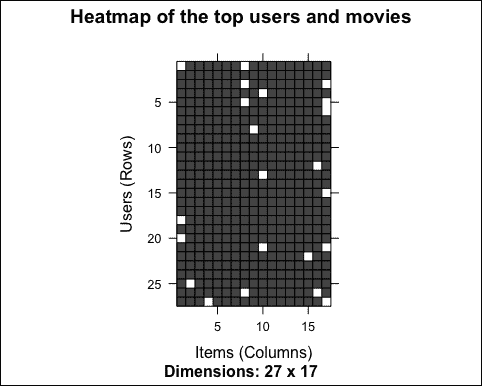 Heatmap of the top users and movies
5
10
15
20
25
Users (Rows)
5 10 15
Items (Columns)
Dimensions: 27 x 17